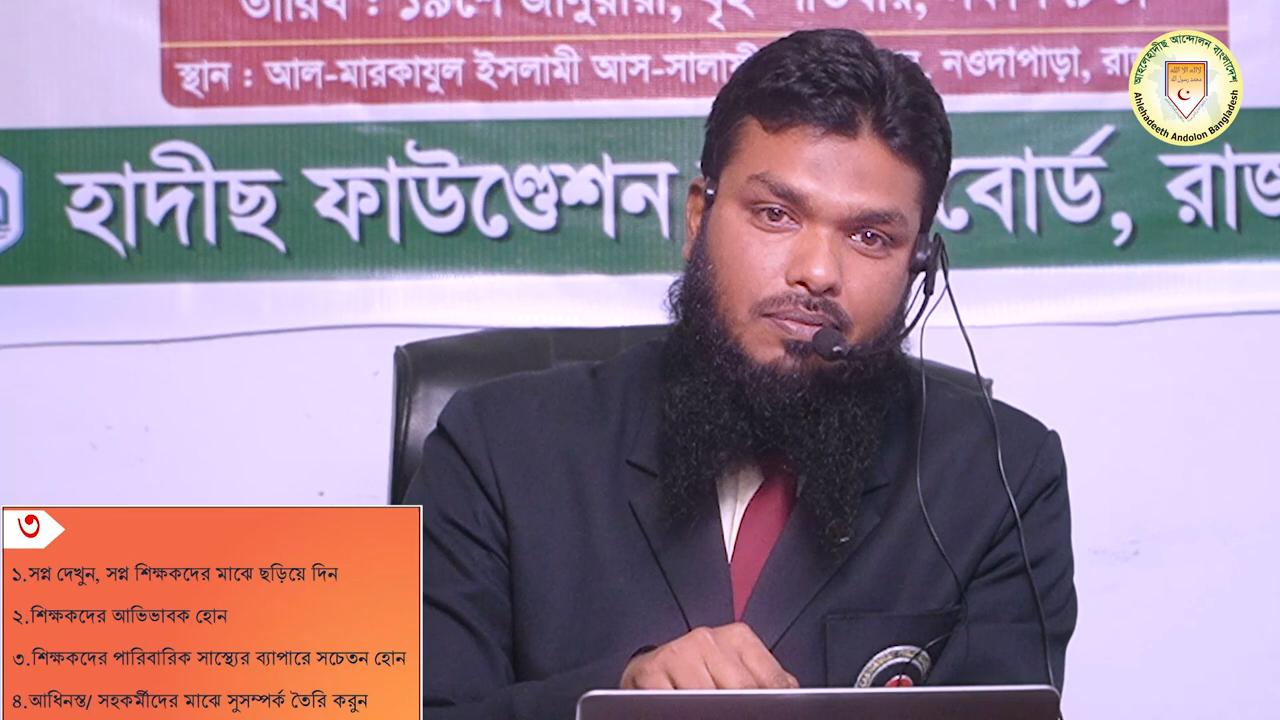 তারিখ : ১৯শে জানুয়ারী,
স্থান : আল-মারকাযুল ইসলামী আস-সালাফী নওদাপাড়া,
হাদীছ ফাউণ্ডেশন বোর্ড,
আহলেহাদীছ আন্দোলন বাংলাদেশ
Ahlehadeeth Andolon Bangladesh
৩
১.সপ্ন দেখুন, সপ্ন শিক্ষকদের মাঝে ছড়িয়ে দিন
২.শিক্ষকদের আভিভাবক হোন
৩.শিক্ষকদের পারিবারিক সাস্থ্যের ব্যাপারে সচেতন হোন
৪.আধিনস্ত/ সহকর্মীদের মাঝে সুসম্পর্ক তৈরি করুন